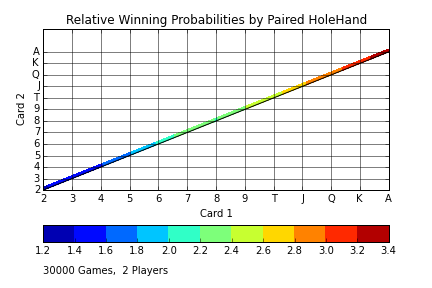 Relative Winning Probabilities by Paired HoleHand
A
K
Q
J
T
9
8
7
6
5
4
3
2
Card 2
2 3 4 5 6 7 8 9 T J Q K A
Card 1
1.2 1.4 1.6 1.8 2.0 2.2 2.4 2.6 2.8 3.0 3.2 3.4
30000 Games, 2 Players